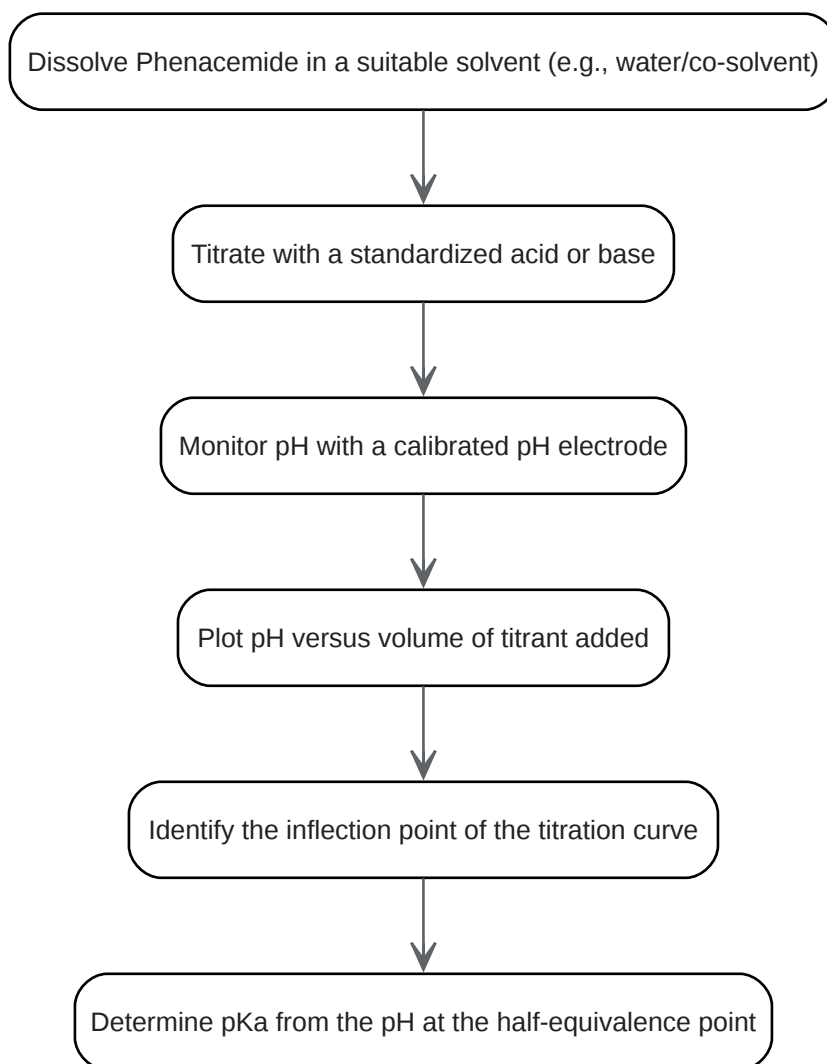 Dissolve Phenacemide in a suitable solvent (e.g., water/co-solvent)
Titrate with a standardized acid or base
Monitor pH with a calibrated pH electrode
Plot pH versus volume of titrant added
Identify the inflection point of the titration curve
Determine pKa from the pH at the half-equivalence point